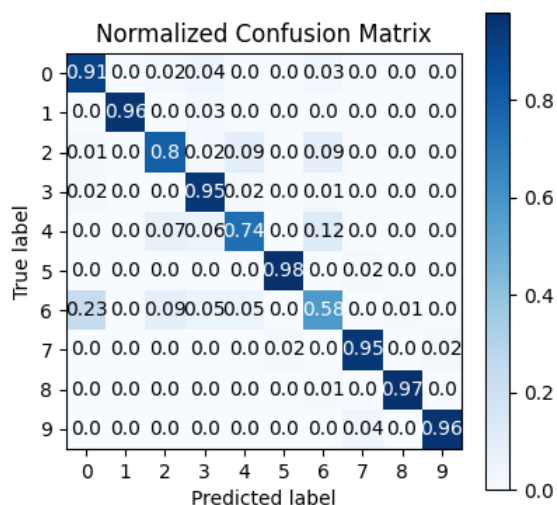 Normalized Confusion Matrix
0 0.91 0.0 0.02 0.04 0.0 0.0 0.03 0.0 0.0 0.0
1 0.0 0.96 0.0 0.03 0.0 0.0 0.0 0.0 0.0 0.0
2 0.01 0.0 0.8 0.02 0.09 0.0 0.09 0.0 0.0 0.0
3 0.02 0.0 0.0 0.95 0.02 0.0 0.01 0.0 0.0 0.0
4 0.0 0.0 0.07 0.06 0.74 0.0 0.12 0.0 0.0 0.0
5 0.0 0.0 0.0 0.0 0.0 0.98 0.0 0.02 0.0 0.0
6 0.23 0.0 0.09 0.05 0.05 0.0 0.58 0.0 0.01 0.0
7 0.0 0.0 0.0 0.0 0.0 0.02 0.0 0.95 0.0 0.02
8 0.0 0.0 0.0 0.0 0.0 0.0 0.01 0.0 0.97 0.0
9 0.0 0.0 0.0 0.0 0.0 0.0 0.0 0.04 0.0 0.96
0 1 2 3 4 5 6 7 8 9
Predicted label
True label
0.8
0.6
0.4
0.2
0.0